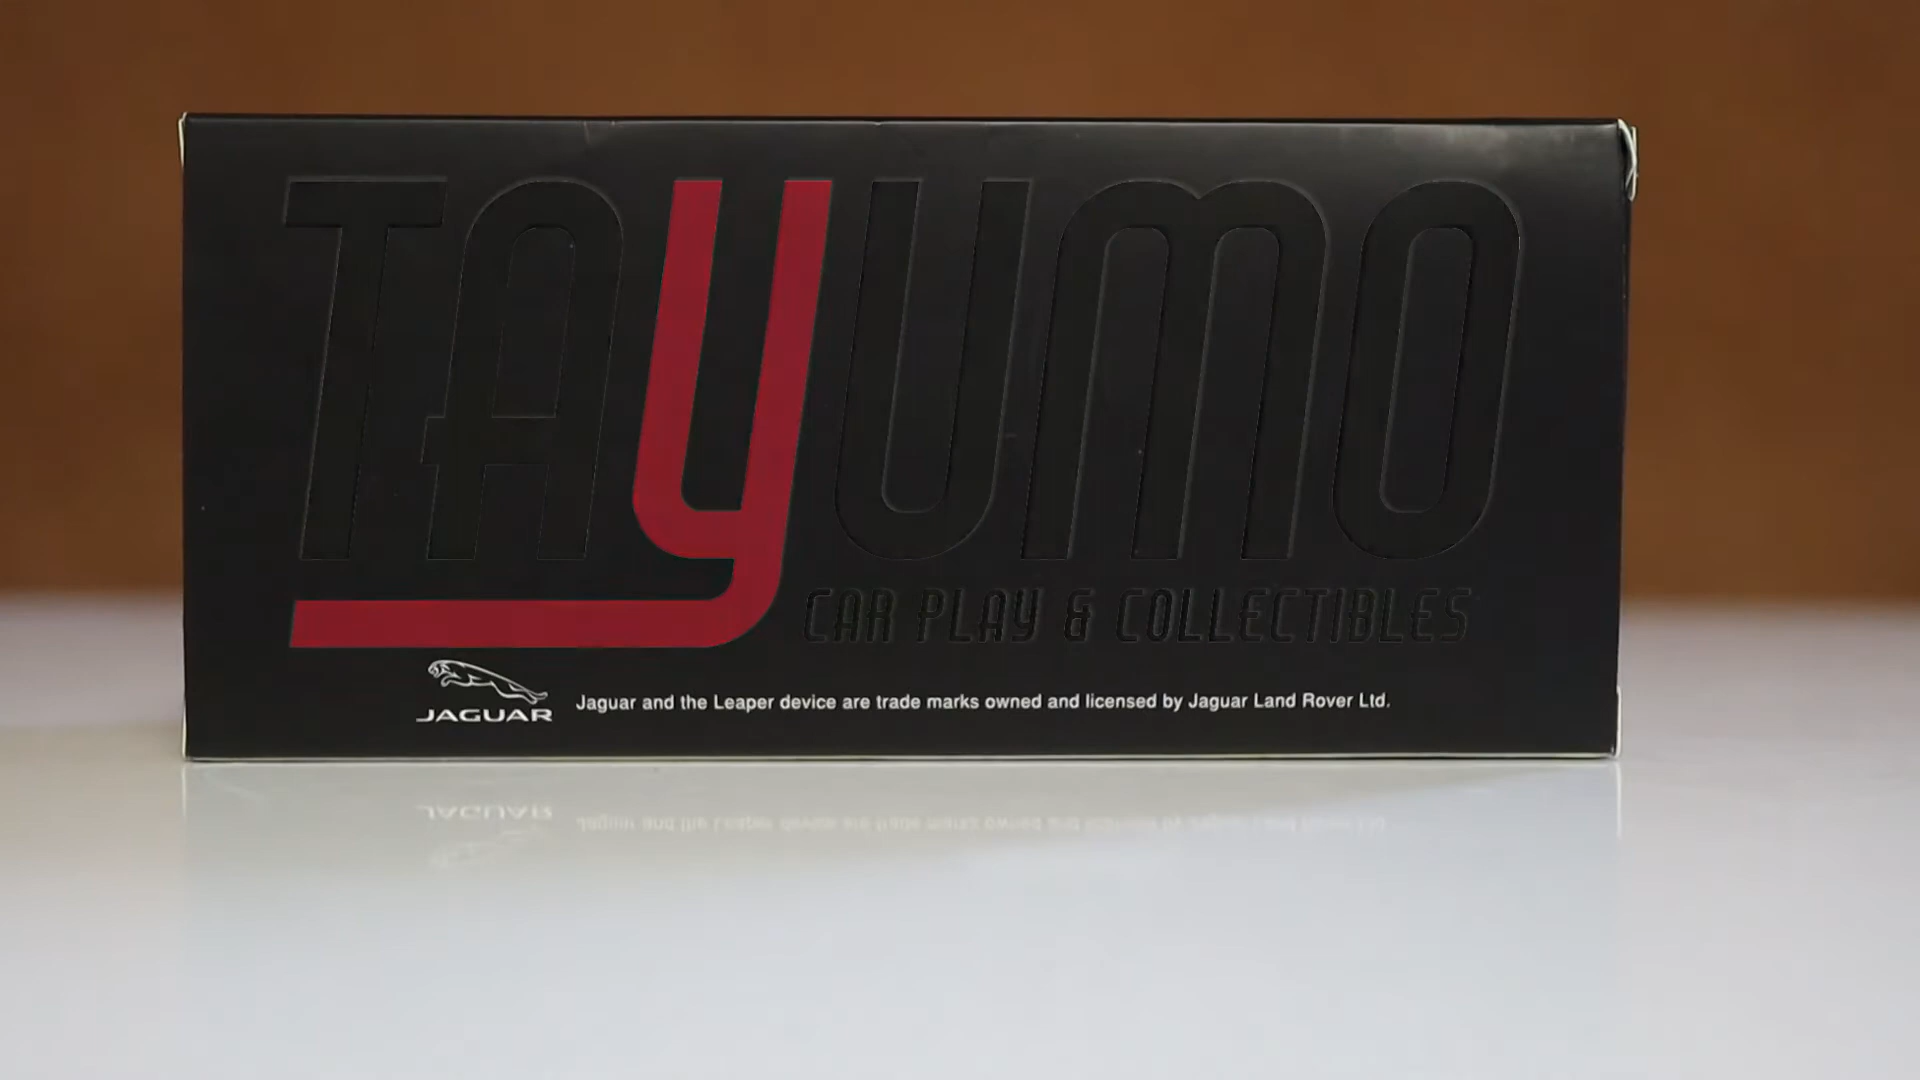 TAYUMO
CAR PLAY & COLLECTIBLES
JAGUAR
Jaguar and the Leaper device are trade marks owned and licensed by Jaguar Land Rover Ltd.